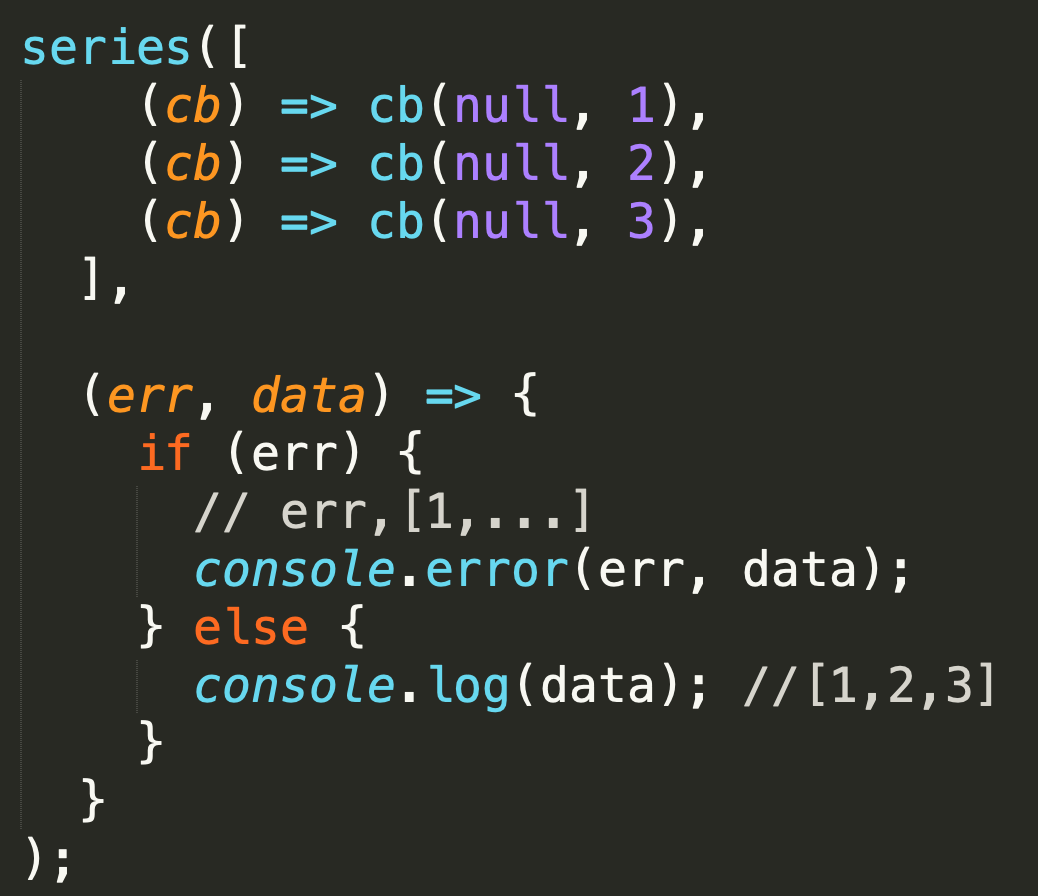 series([
    (cb) => cb(null, 1),
    (cb) => cb(null, 2),
    (cb) => cb(null, 3),
  ],
  (err, data) => {
    if (err) {
      // err,[1,...]
      console.error(err, data);
    } else {
      console.log(data); //[1,2,3]
    }
  }
);